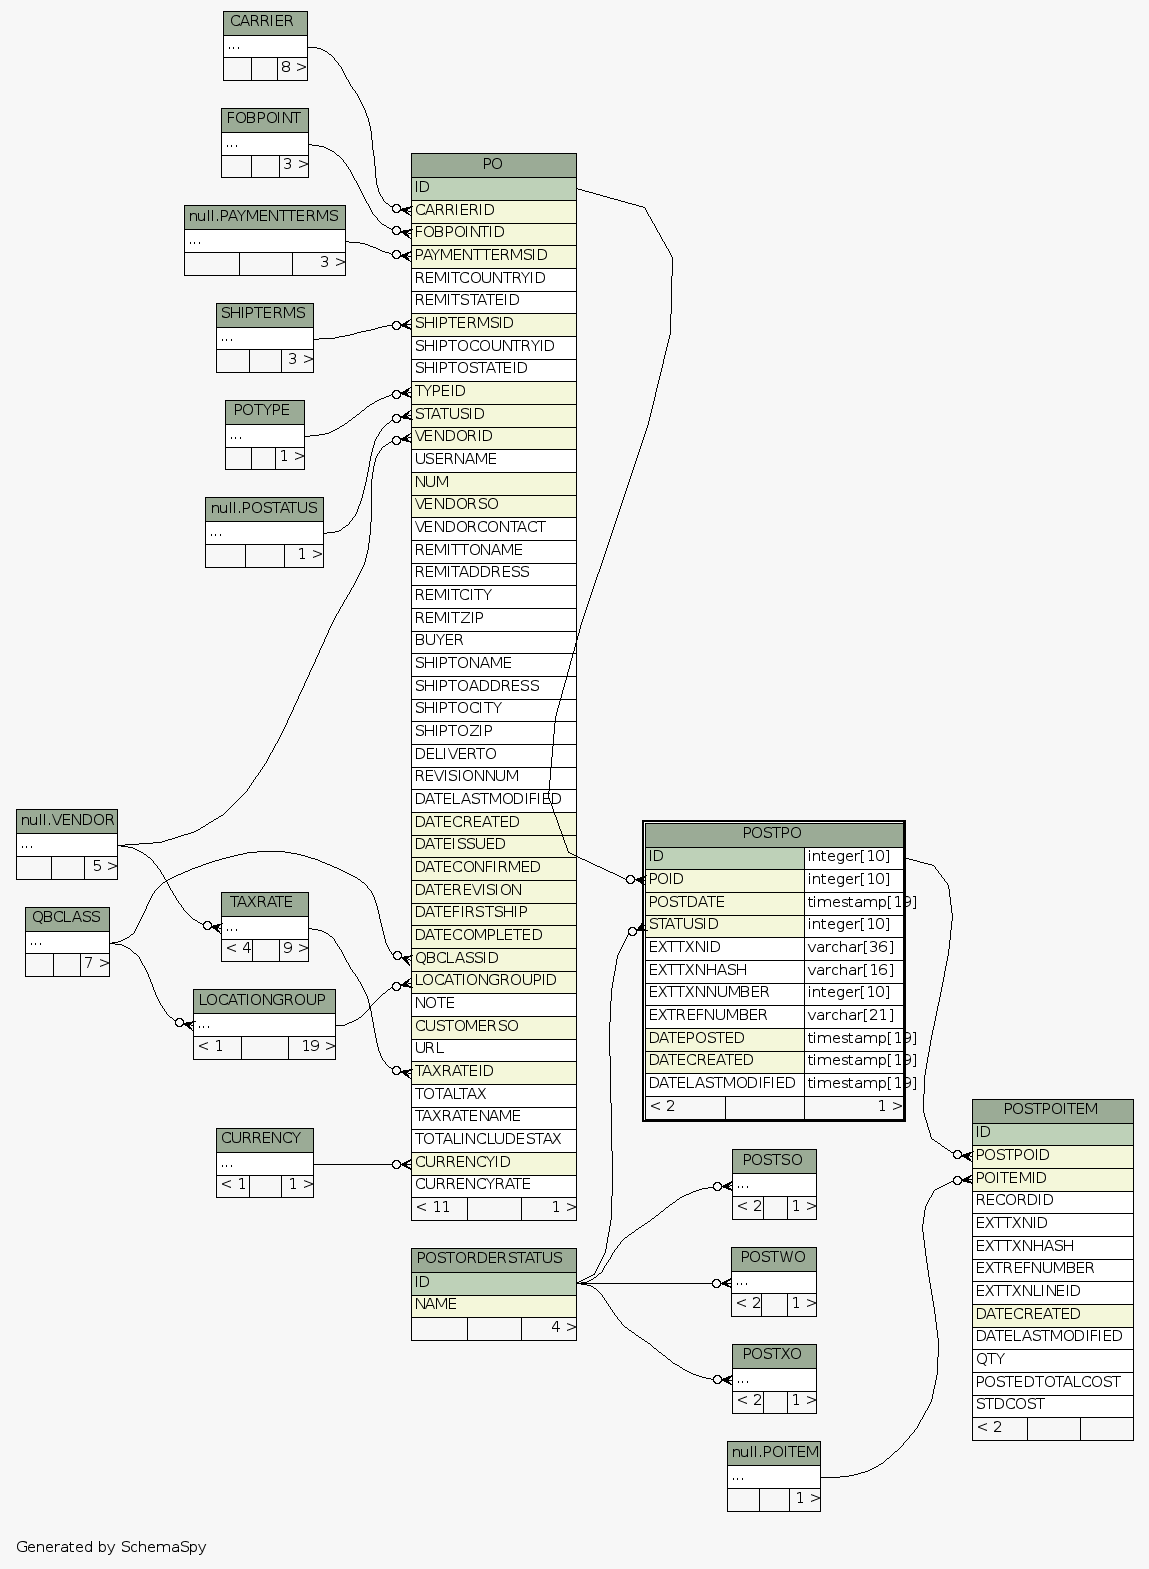 CARRIER
...
8 >
FOBPOINT
...
3 >
null.PAYMENTTERMS
...
3 >
SHIPTERMS
...
3 >
POTYPE
...
1 >
null.POSTATUS
...
1 >
null.VENDOR
...
5 >
QBCLASS
...
7 >
TAXRATE
...
< 4 9 >
LOCATIONGROUP
...
< 1 19 >
CURRENCY
...
< 1 1 >
PO
ID
CARRIERID
FOBPOINTID
PAYMENTTERMSID
REMITCOUNTRYID
REMITSTATEID
SHIPTERMSID
SHIPTOCOUNTRYID
SHIPTOSTATEID
TYPEID
STATUSID
VENDORID
USERNAME
NUM
VENDORSO
VENDORCONTACT
REMITTONAME
REMITADDRESS
REMITCITY
REMITZIP
BUYER
SHIPTONAME
SHIPTOADDRESS
SHIPTOCITY
SHIPTOZIP
DELIVERTO
REVISIONNUM
DATELASTMODIFIED
DATECREATED
DATEISSUED
DATECONFIRMED
DATEREVISION
DATEFIRSTSHIP
DATECOMPLETED
QBCLASSID
LOCATIONGROUPID
NOTE
CUSTOMERSO
URL
TAXRATEID
TOTALTAX
TAXRATENAME
TOTALINCLUDESTAX
CURRENCYID
CURRENCYRATE
< 11 1 >
POSTORDERSTATUS
ID
NAME
4 >
POSTPO
ID integer[10]
POID integer[10]
POSTDATE timestamp[19]
STATUSID integer[10]
EXTTXNID varchar[36]
EXTTXNHASH varchar[16]
EXTTXNNUMBER integer[10]
EXTREFNUMBER varchar[21]
DATEPOSTED timestamp[19]
DATECREATED timestamp[19]
DATELASTMODIFIED timestamp[19]
< 2 1 >
POSTSO
...
< 2 1 >
POSTWO
...
< 2 1 >
POSTXO
...
< 2 1 >
null.POITEM
...
1 >
POSTPOITEM
ID
POSTPOID
POITEMID
RECORDID
EXTTXNID
EXTTXNHASH
EXTREFNUMBER
EXTTXNLINEID
DATECREATED
DATELASTMODIFIED
QTY
POSTEDTOTALCOST
STDCOST
< 2
Generated by SchemaSpy